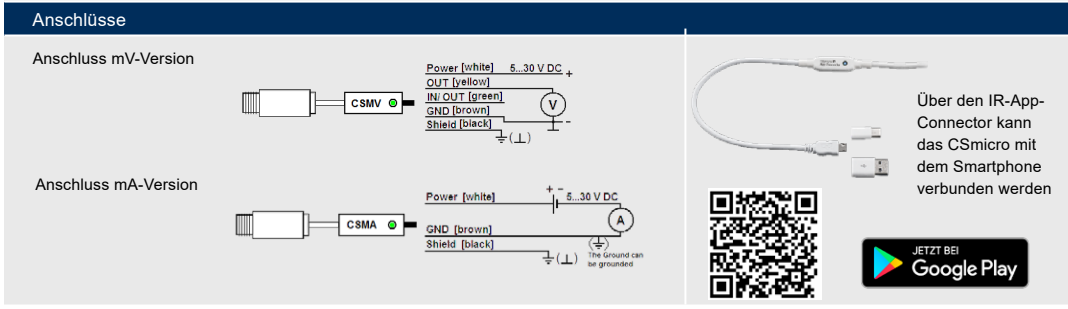 Anschlüsse
Anschluss mV-Version
CSMV
Power [white] 5...30 V DC +
OUT [yellow]
IN/ OUT [green]
GND [brown] -
Shield [black]
V
(⊥)
Anschluss mA-Version
CSMA
Power [white] + - 5...30 V DC
A
GND [brown]
Shield [black]
(⊥)
The Ground can
be grounded
Über den IR-App-
Connector kann
das CSmicro mit
dem Smartphone
verbunden werden
JETZT BEI
Google Play